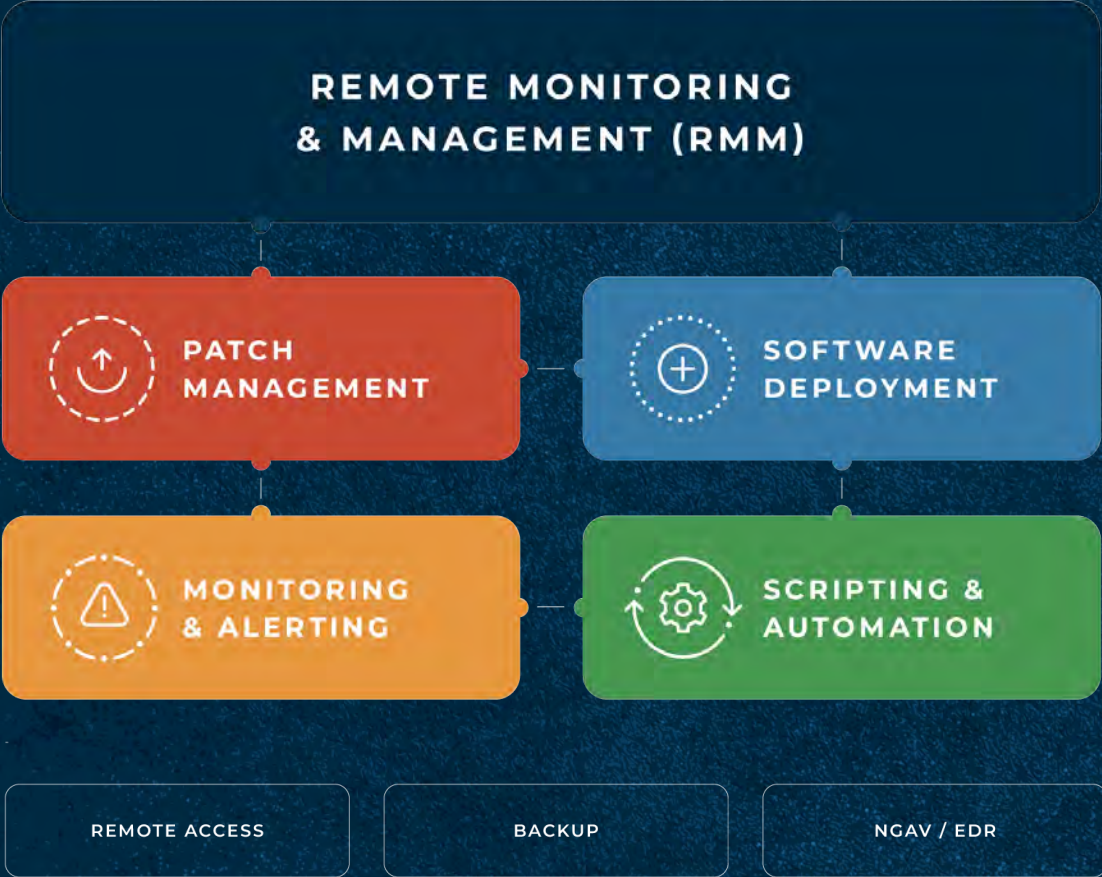 REMOTE MONITORING
& MANAGEMENT (RMM)
PATCH
MANAGEMENT
SOFTWARE
DEPLOYMENT
MONITORING
& ALERTING
SCRIPTING &
AUTOMATION
REMOTE ACCESS
BACKUP
NGAV / EDR